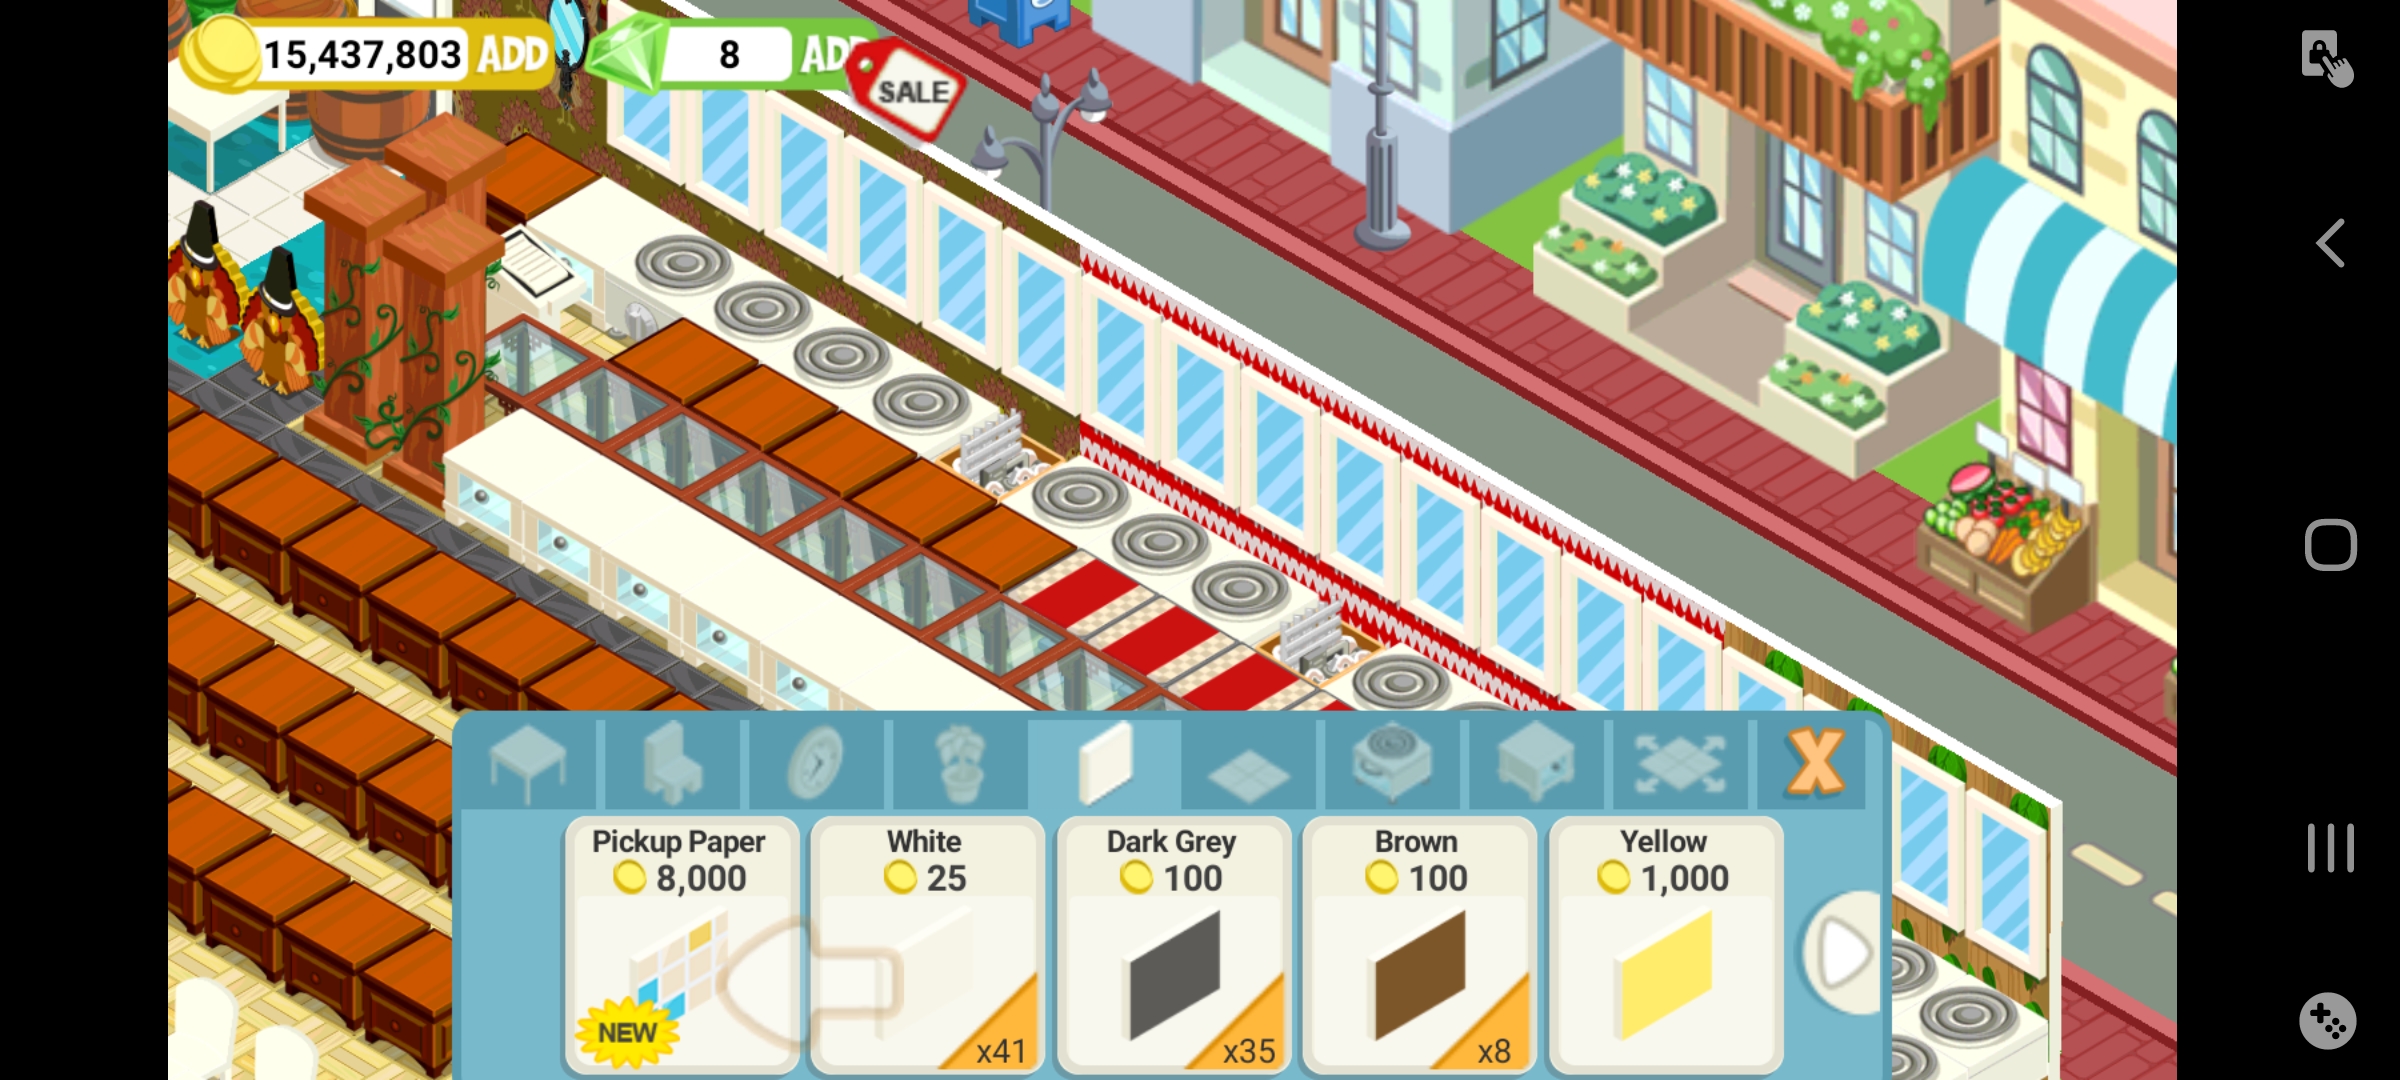 15,437,803 ADD 8 ADD
SALE
Pickup Paper White Dark Grey Brown Yellow
8,000 25 100 100 1,000
NEW
x41 x35 x8